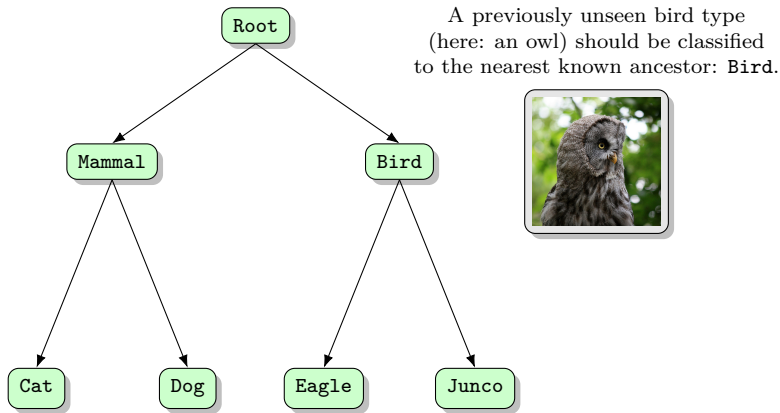 Root
A previously unseen bird type
(here: an owl) should be classified
to the nearest known ancestor: Bird.
Mammal
Bird
Cat
Dog
Eagle
Junco